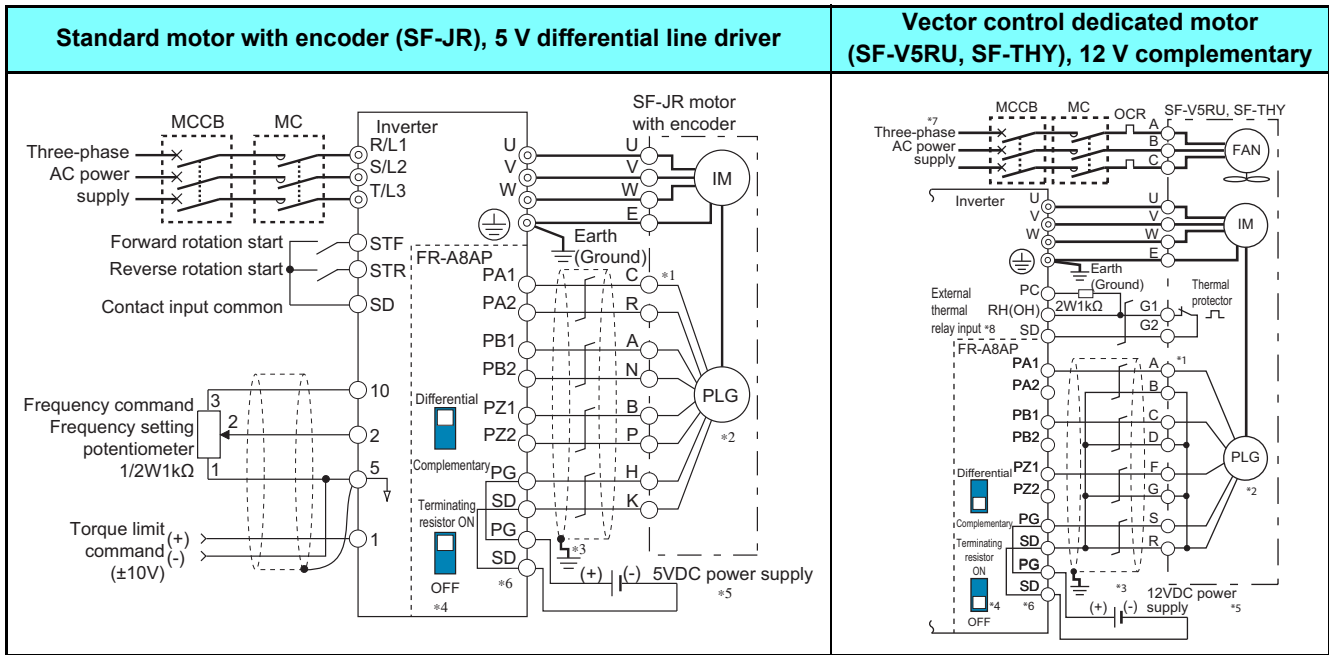 Standard motor with encoder (SF-JR), 5 V differential line driver
MCCB
MC
Three-phase
AC power
supply
Inverter
R/L1
S/L2
T/L3
U
V
W
SF-JR motor
with encoder
U
V
W
E
IM
Earth
(Ground)
Forward rotation start
Reverse rotation start
Contact input common
STF
STR
SD
FR-A8AP
PA1
PA2
PB1
PB2
PZ1
PZ2
PG
SD
PG
SD
C
R
A
N
B
P
H
K
*1
PLG
*2
Differential
Complementary
Terminating
resistor ON
OFF
*4
*3
*6
(+)
(-)
5VDC power supply
*5
Frequency command
Frequency setting
potentiometer
1/2W1kΩ
3
2
1
10
2
5
1
Torque limit
command
(±10V)
(+)
(-)
Vector control dedicated motor
(SF-V5RU, SF-THY), 12 V complementary
MCCB
MC
OCR
SF-V5RU, SF-THY
*7
Three-phase
AC power
supply
A
B
C
FAN
Inverter
U
V
W
U
V
W
E
IM
Earth
(Ground)
External
thermal
relay input *8
PC
RH(OH)
SD
2W1kΩ
G1
G2
Thermal
protector
FR-A8AP
PA1
PA2
PB1
PB2
PZ1
PZ2
PG
SD
PG
SD
A
B
C
D
F
G
S
R
*1
PLG
*2
Differential
Complementary
Terminating
resistor
ON
OFF
*4
*6
*3
(+)
(-)
12VDC power
supply
*5